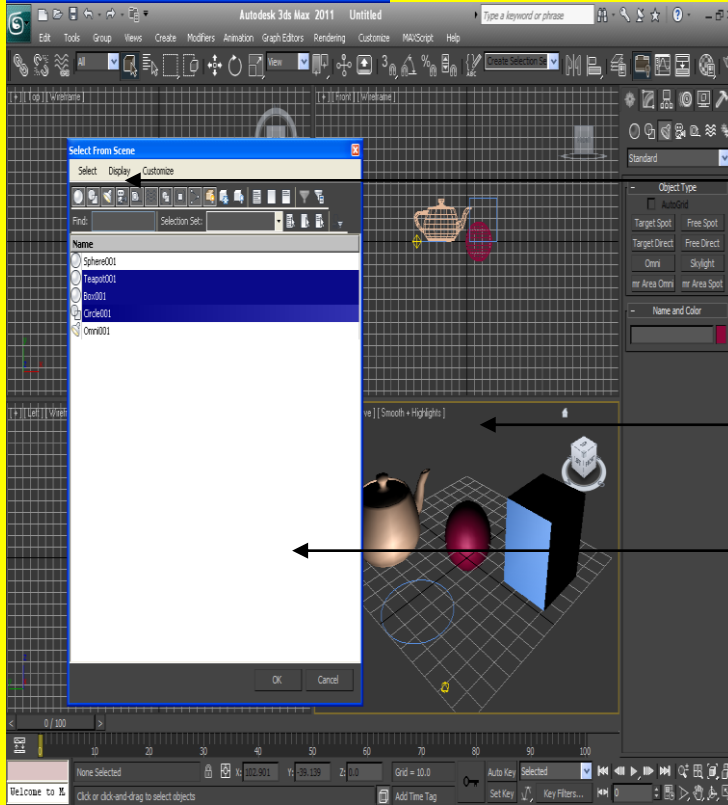 Autodesk 3ds Max 2011 Untitled
Type a keyword or phrase
Edit Tools Group Views Create Modifiers Animation Graph Editors Rendering Customize MAXScript Help
All
View
Create Selection Se
[ + ] [ Top ] [ Wireframe ]
[ + ] [ Front ] [ Wireframe ]
Select From Scene
Select Display Customize
Find:
Selection Set:
Name
Sphere001
Teapot001
Box001
Circle001
Omni001
OK Cancel
Standard
Object Type
AutoGrid
Target Spot Free Spot
Target Direct Free Direct
Omni Skylight
mr Area Omni mr Area Spot
Name and Color
[ + ] [ Left ] [ Wirefr
ve ] [ Smooth + Highlights ]
0 / 100
10 20 30 40 50 60 70 80 90 100
None Selected
X: 102.901 Y: -39.139 Z: 0.0
Grid = 10.0
Auto Key Selected
Welcome to M
Click or click-and-drag to select objects
Add Time Tag
Set Key Key Filters...
0